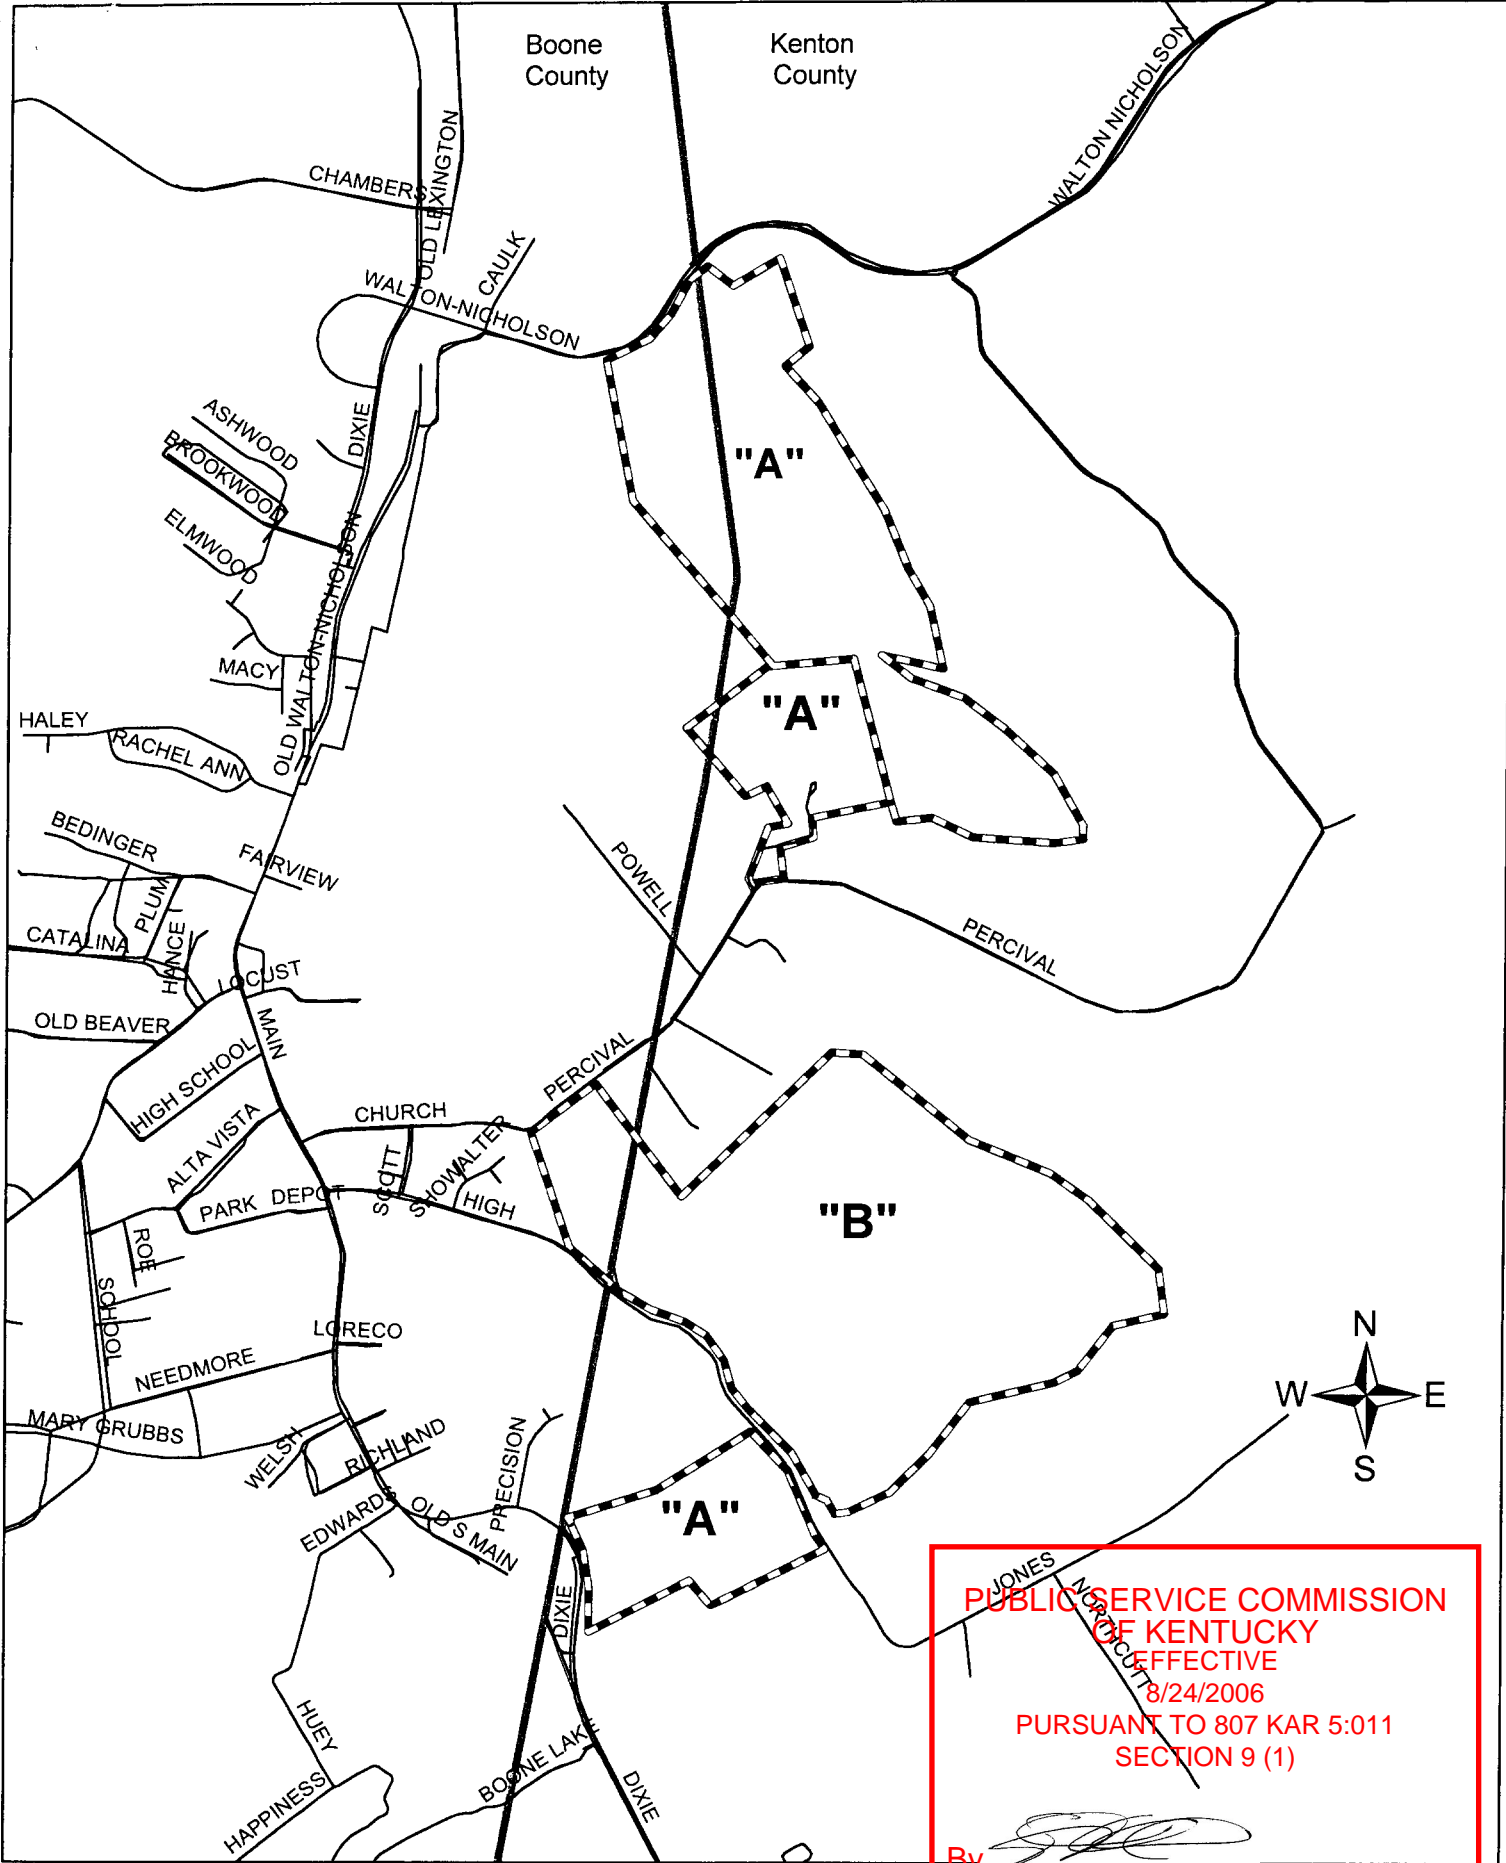 Boone
County
Kenton
County
WALTON NICHOLSON
CHAMBERS
OLD LEXINGTON
CAULK
WALTON-NICHOLSON
DIXIE
ASHWOOD
BROOKWOOD
ELMWOOD
"A"
OLD WALTON-NICHOLSON
MACY
"A"
HALEY
RACHEL ANN
BEDINGER
FAIRVIEW
POWELL
PLUM
HANCE
CATALINA
PERCIVAL
LOCUST
OLD BEAVER
MAIN
HIGH SCHOOL
PERCIVAL
CHURCH
ALTA VISTA
SCOTT
SHOWALTER
PARK
DEPOT
HIGH
"B"
ROE
SCHOOL
LORECO
NEEDMORE
N
W
E
S
MARY GRUBBS
WELSH
RICHLAND
PRECISION
EDWARDS
OLD S MAIN
"A"
DIXIE
JONES
NORTHCUTT
PUBLIC SERVICE COMMISSION
OF KENTUCKY
EFFECTIVE
8/24/2006
PURSUANT TO 807 KAR 5:011
SECTION 9 (1)
HUEY
BOONE LAKE
DIXIE
HAPPINESS
By